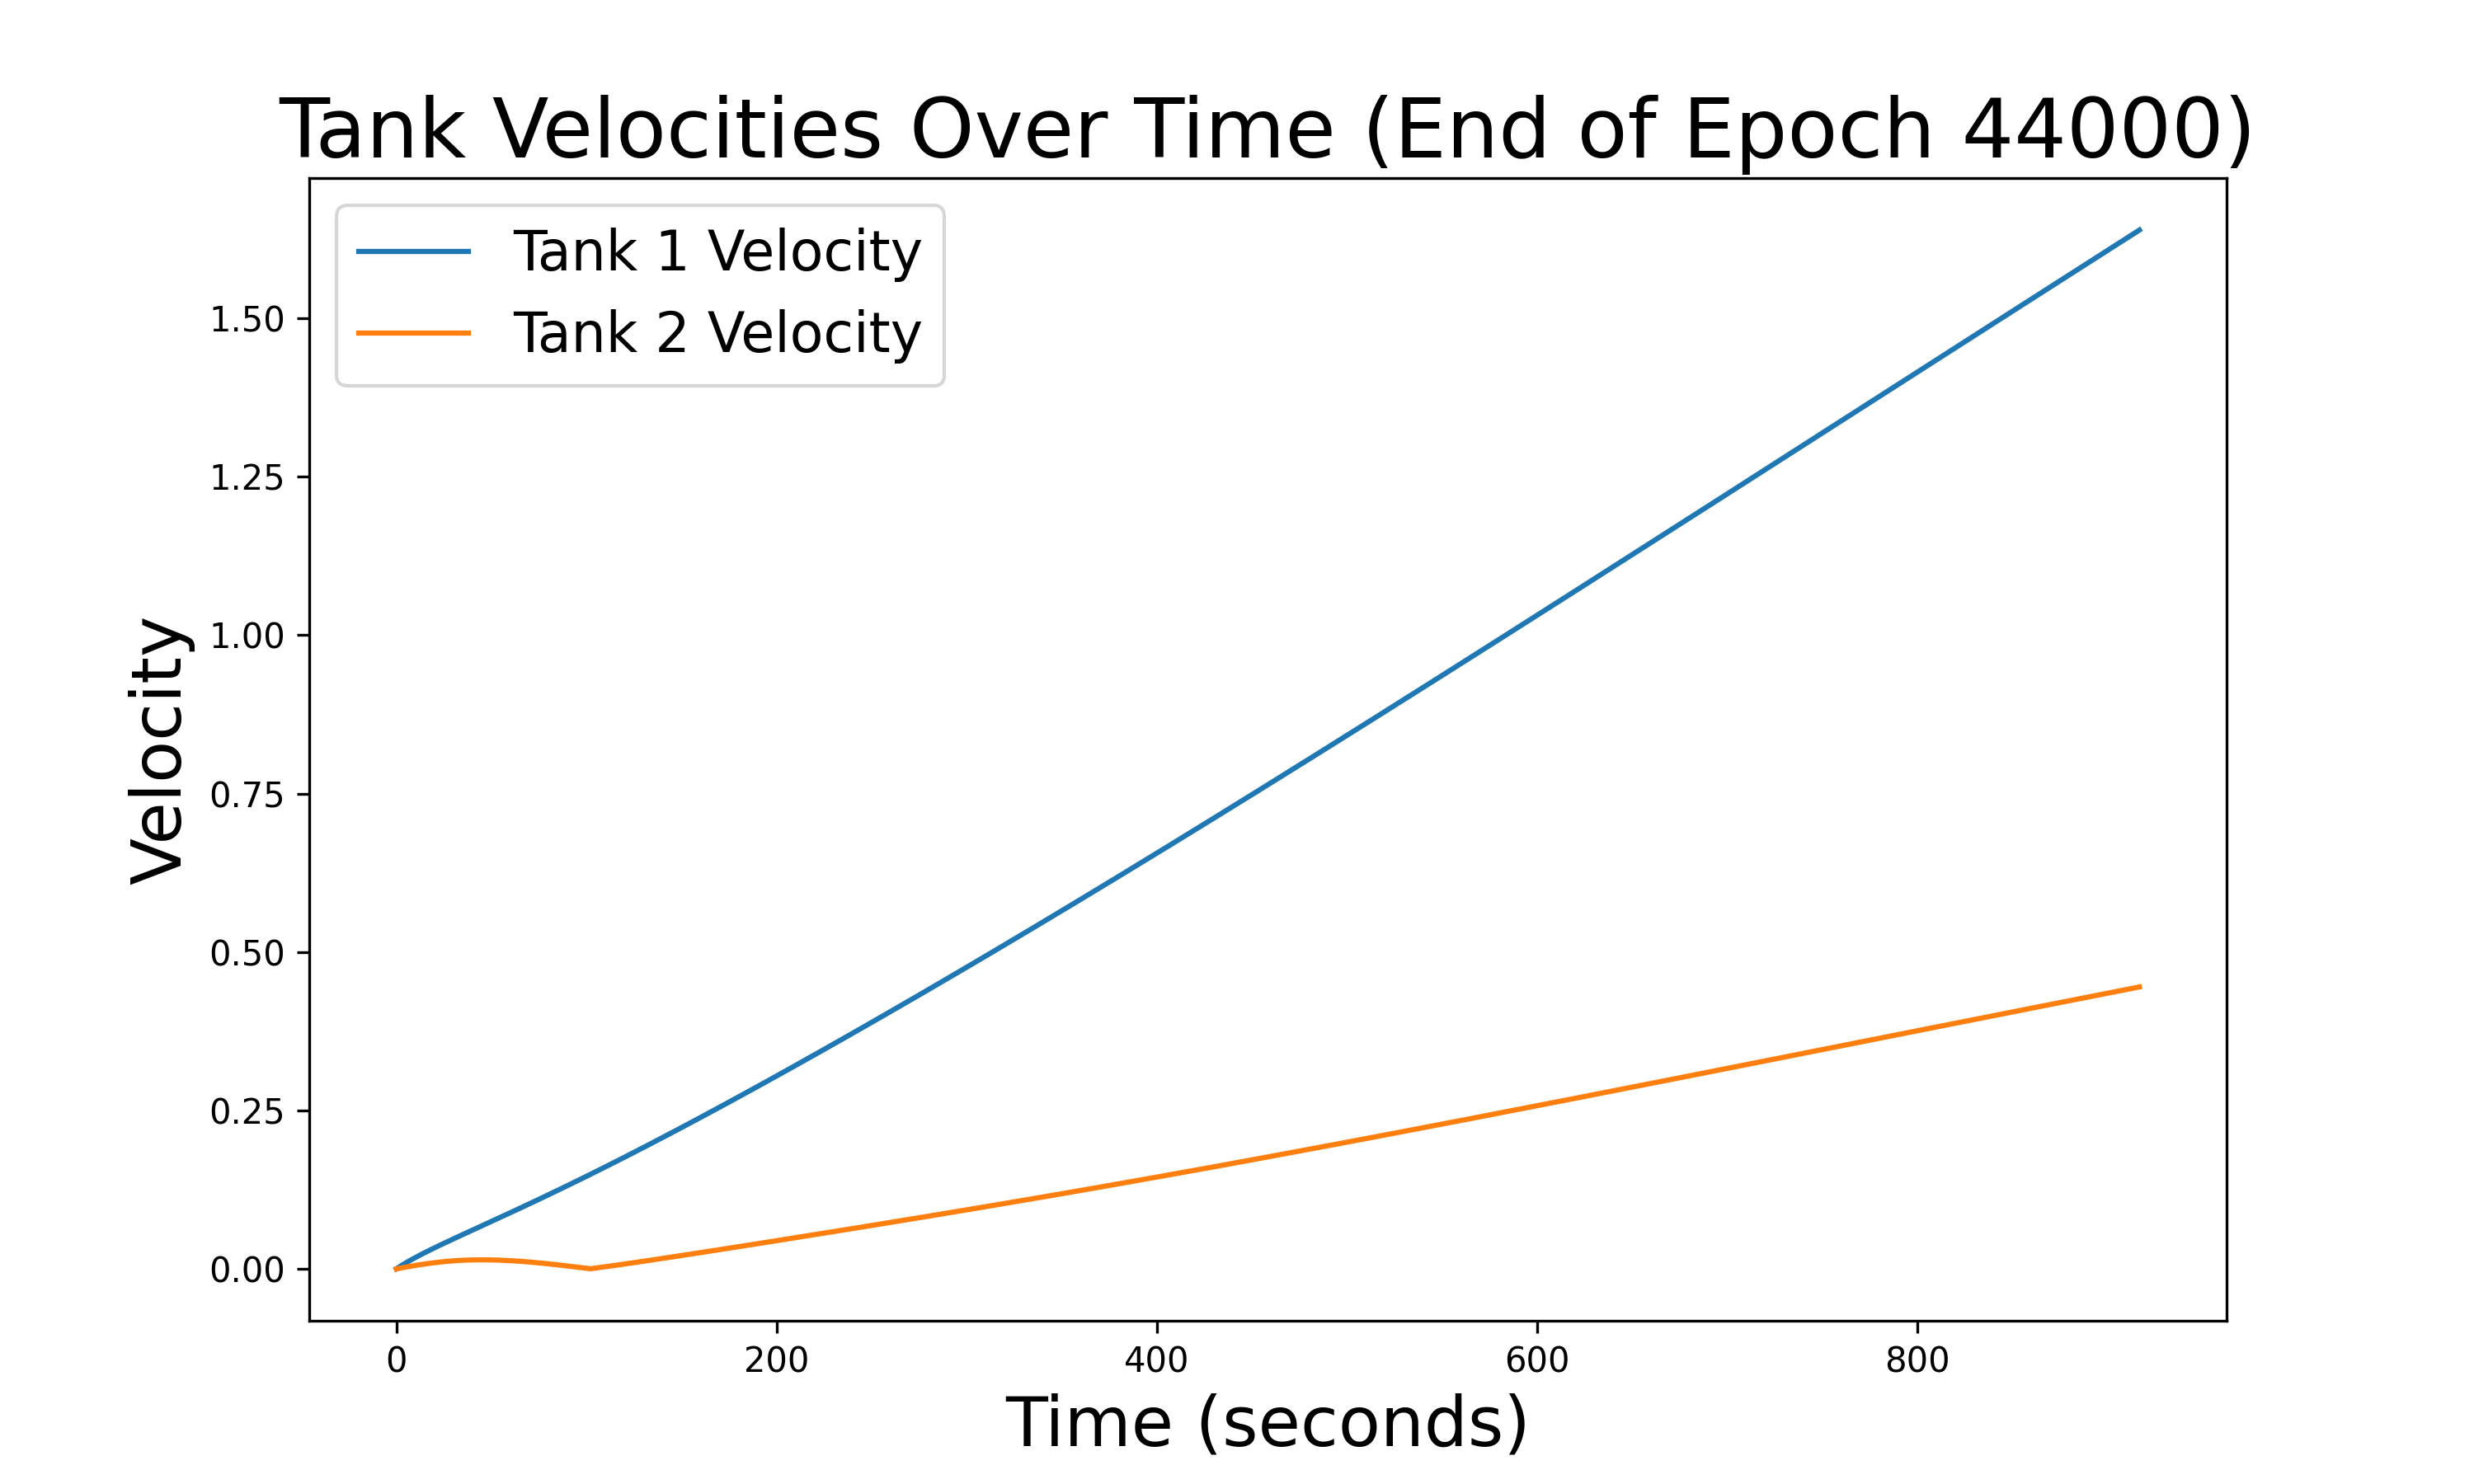 Tank Velocities Over Time (End of Epoch 44000)
Tank 1 Velocity
Tank 2 Velocity
Velocity
1.50
1.25
1.00
0.75
0.50
0.25
0.00
0 200 400 600 800
Time (seconds)